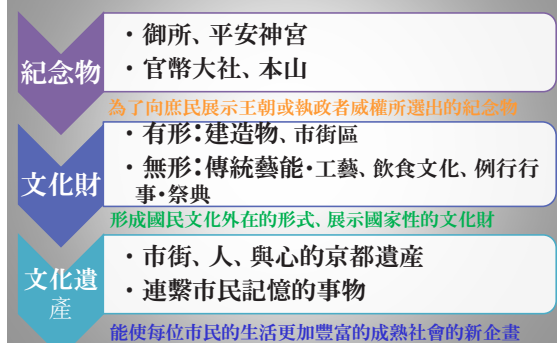 紀念物
・御所、平安神宮
・官幣大社、本山
為了向庶民展示王朝或執政者威權所選出的紀念物
文化財
・有形：建造物、市街區
・無形：傳統藝能・工藝、飲食文化、例行行
事・祭典
形成國民文化外在的形式、展示國家性的文化財
文化遺
產
・市街、人、與心的京都遺産
・連繫市民記憶的事物
能使每位市民的生活更加豐富的成熟社會的新企畫